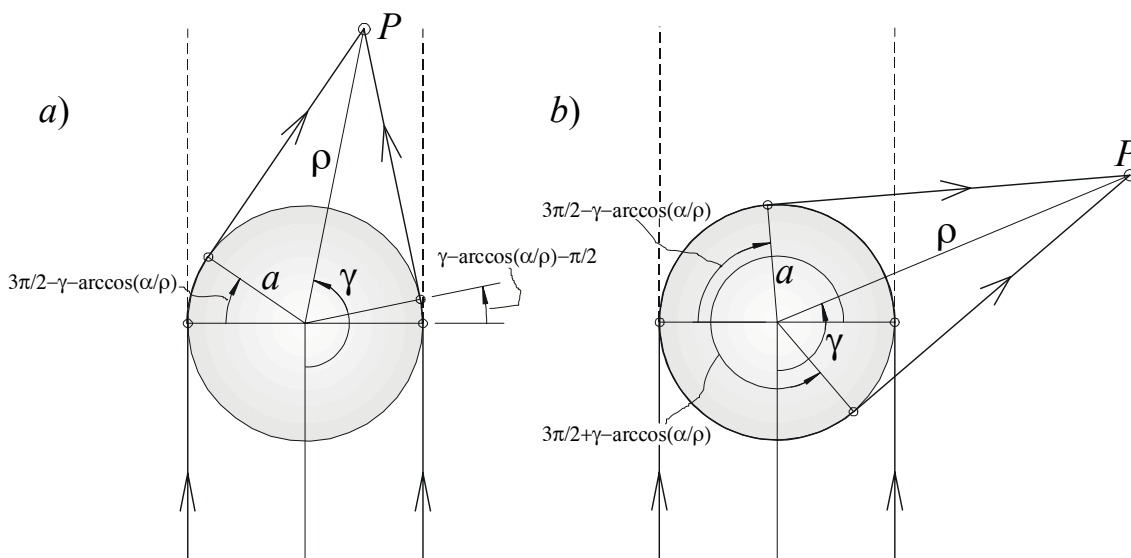 a)
P
ρ
3π/2−γ−arccos(α/ρ)
a
γ
γ−arccos(α/ρ)−π/2
b)
P
3π/2−γ−arccos(α/ρ)
ρ
a
γ
3π/2+γ−arccos(α/ρ)